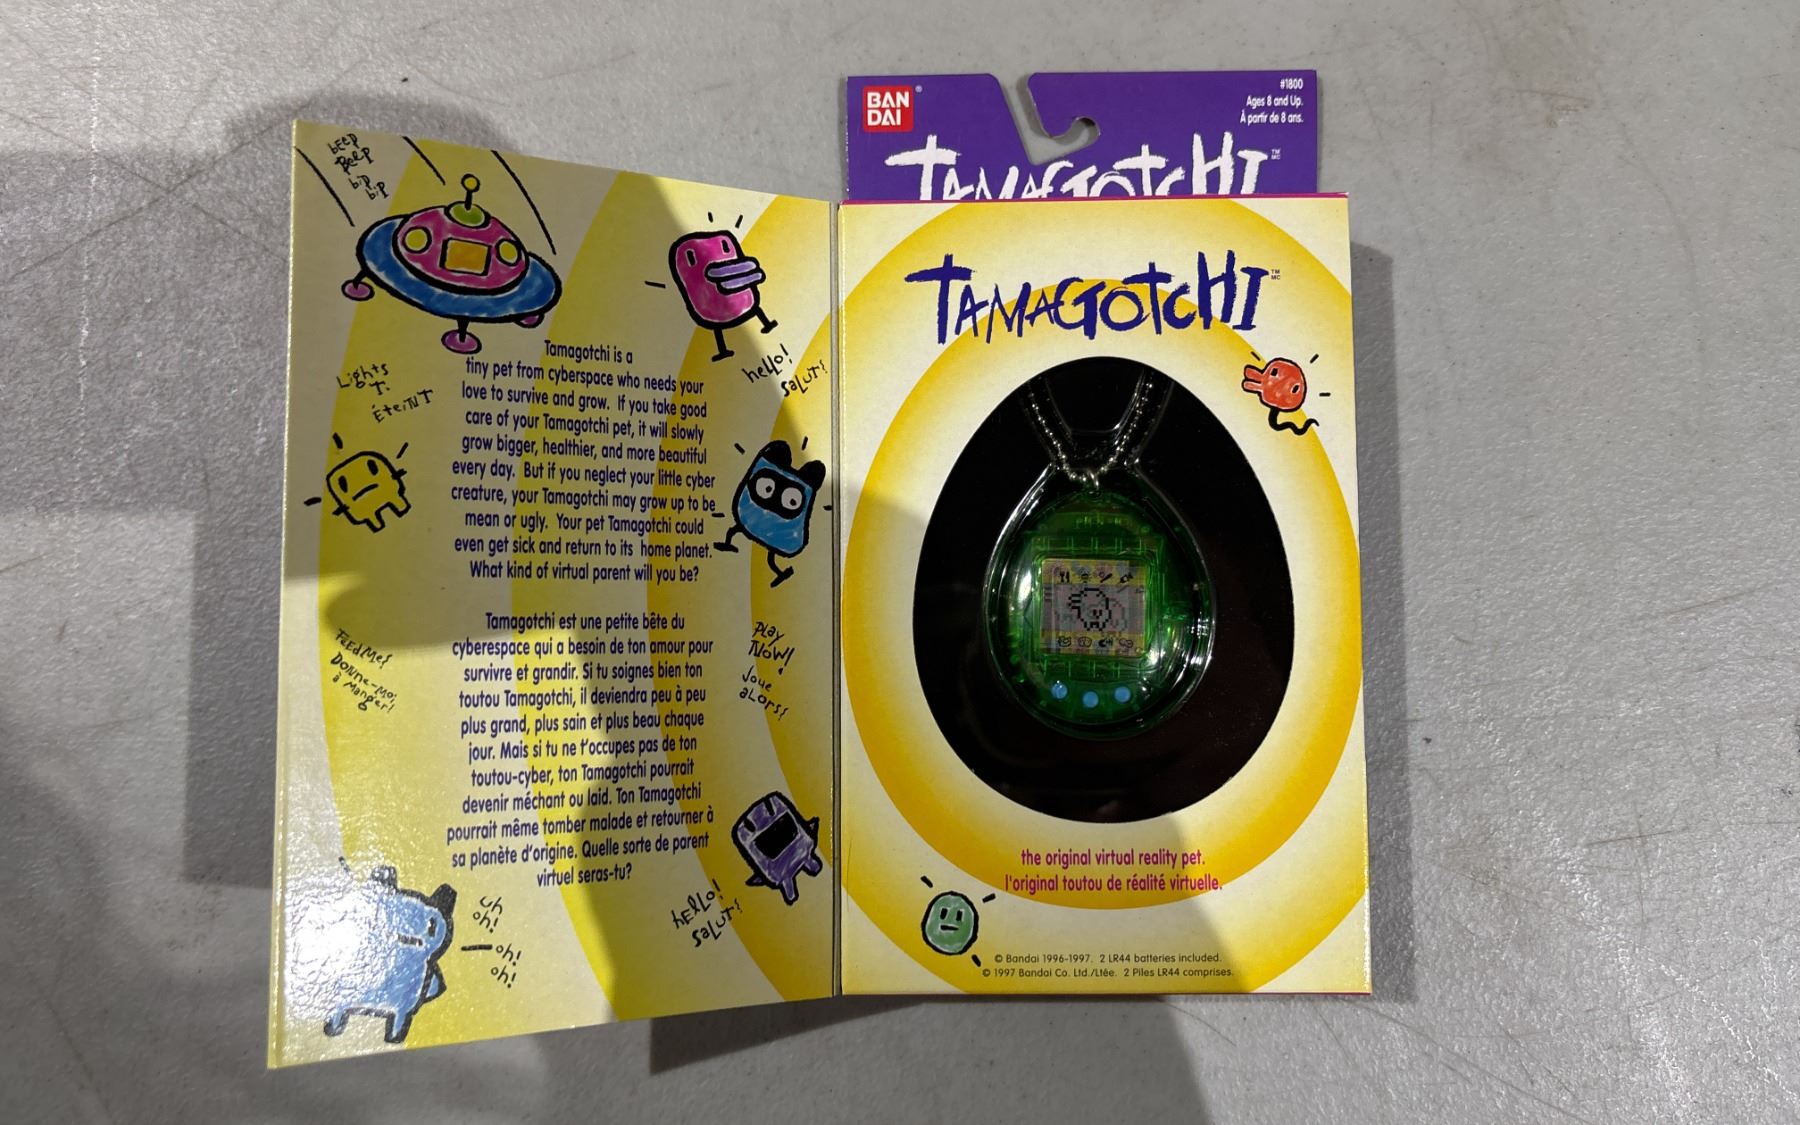 beep
Beep
bip
bip
hello!
salut!
Lights
Ti
ÉteiNT
Tamagotchi is a
tiny pet from cyberspace who needs your
love to survive and grow. If you take good
care of your Tamagotchi pet, it will slowly
grow bigger, healthier, and more beautiful
every day. But if you neglect your little cyber
creature, your Tamagotchi may grow up to be
mean or ugly. Your pet Tamagotchi could
even get sick and return to its home planet.
What kind of virtual parent will you be?
Tamagotchi est une petite bête du
cyberespace qui a besoin de ton amour pour
survivre et grandir. Si tu soignes bien ton
toutou Tamagotchi, il deviendra peu à peu
plus grand, plus sain et plus beau chaque
jour. Mais si tu ne t'occupes pas de ton
toutou-cyber, ton Tamagotchi pourrait
devenir méchant ou laid. Ton Tamagotchi
pourrait même tomber malade et retourner à
sa planète d'origine. Quelle sorte de parent
virtuel seras-tu?
FeedMe!
DONNe-Moi
à Manger!
PLAY
NOW!
Joue
aLors!
heLLo!
saLuT!
uh
oh!
oh!
oh!
BAN
DAI®
#1800
Ages 8 and Up.
À partir de 8 ans.
TAMAGOTCHI TM MC
TAMAGOTCHI TM MC
the original virtual reality pet.
l'original toutou de réalité virtuelle.
© Bandai 1996-1997. 2 LR44 batteries included.
© 1997 Bandai Co. Ltd./Ltée. 2 Piles LR44 comprises.